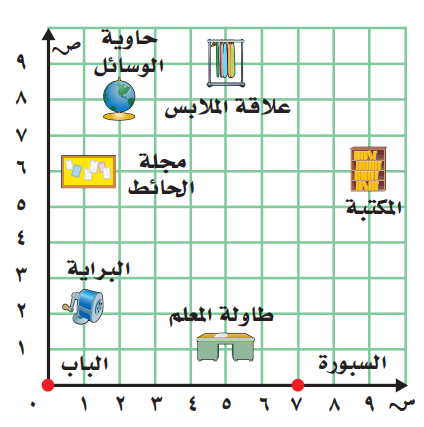 ص
حاوية
الوسائل
علاقة الملابس
مجلة
الحائط
المكتبة
البراية
طاولة المعلم
الباب
السبورة
س
٩
٨
٧
٦
٥
٤
٣
٢
١
٠ ١ ٢ ٣ ٤ ٥ ٦ ٧ ٨ ٩